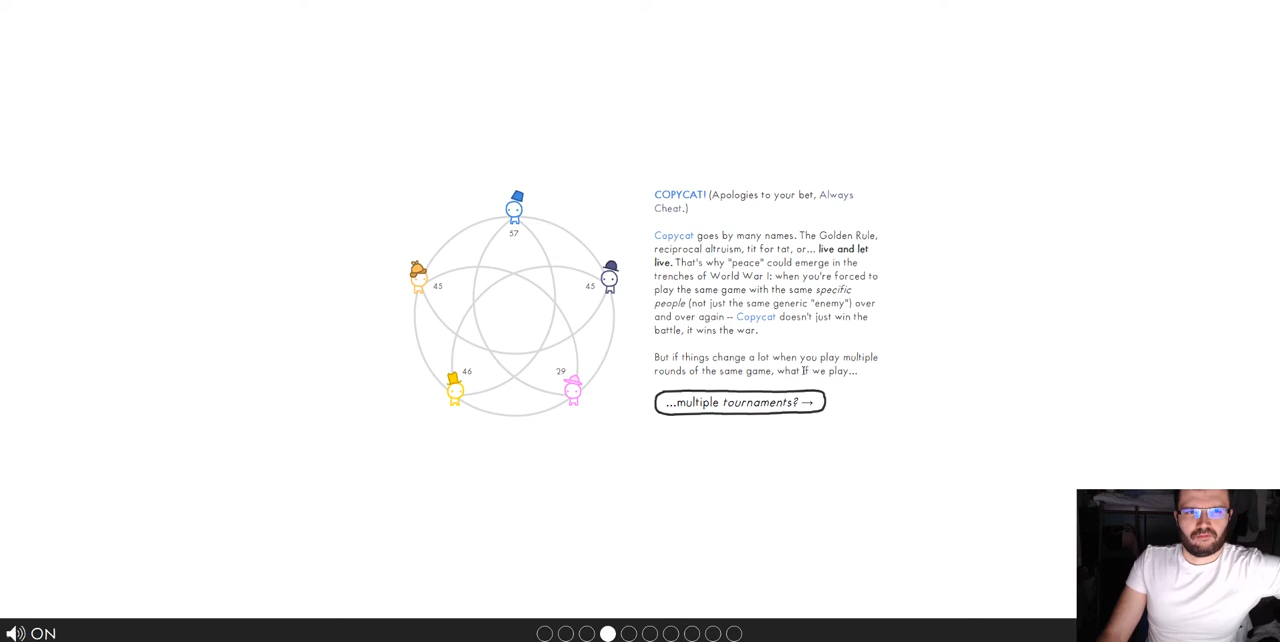 COPYCAT! (Apologies to your bet, Always
Cheat.)
Copycat goes by many names. The Golden Rule,
reciprocal altruism, tit for tat, or... live and let
live. That's why "peace" could emerge in the
trenches of World War I: when you're forced to
play the same game with the same specific
people (not just the same generic "enemy") over
and over again -- Copycat doesn't just win the
battle, it wins the war.
But if things change a lot when you play multiple
rounds of the same game, what if we play...
...multiple tournaments? →
57
45
45
46
29
ON